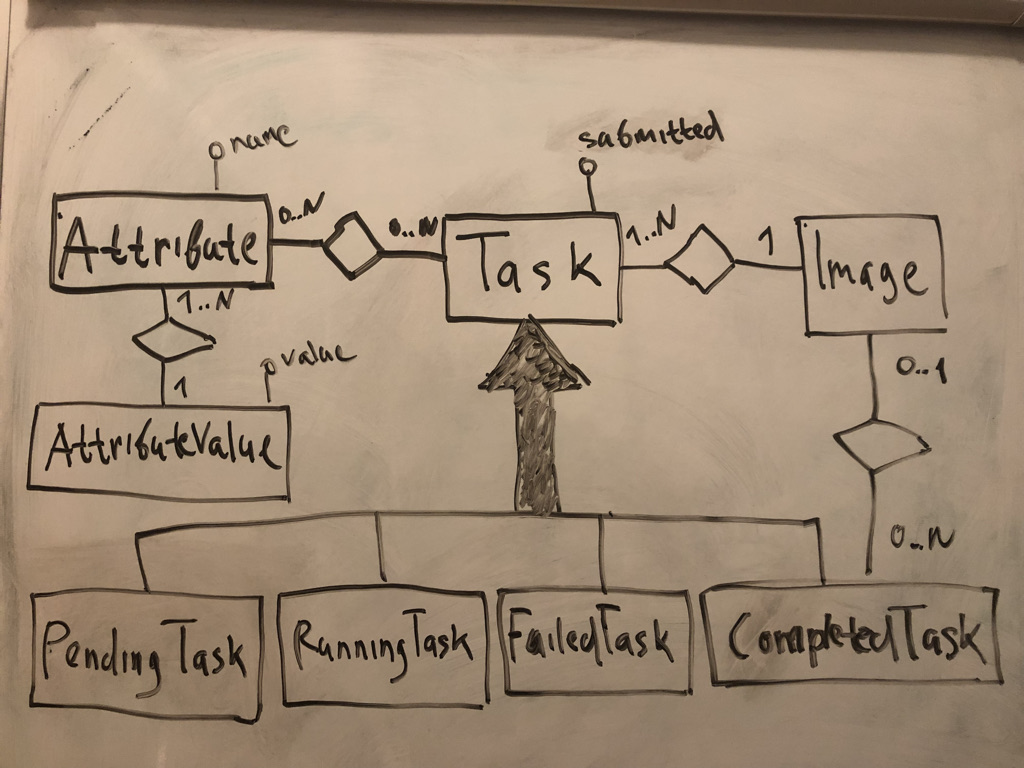 name
submitted
Attribute
0..N
0..N
Task
1..N
1
Image
1..N
value
1
0..1
AttributeValue
0..N
PendingTask
RunningTask
FailedTask
CompletedTask